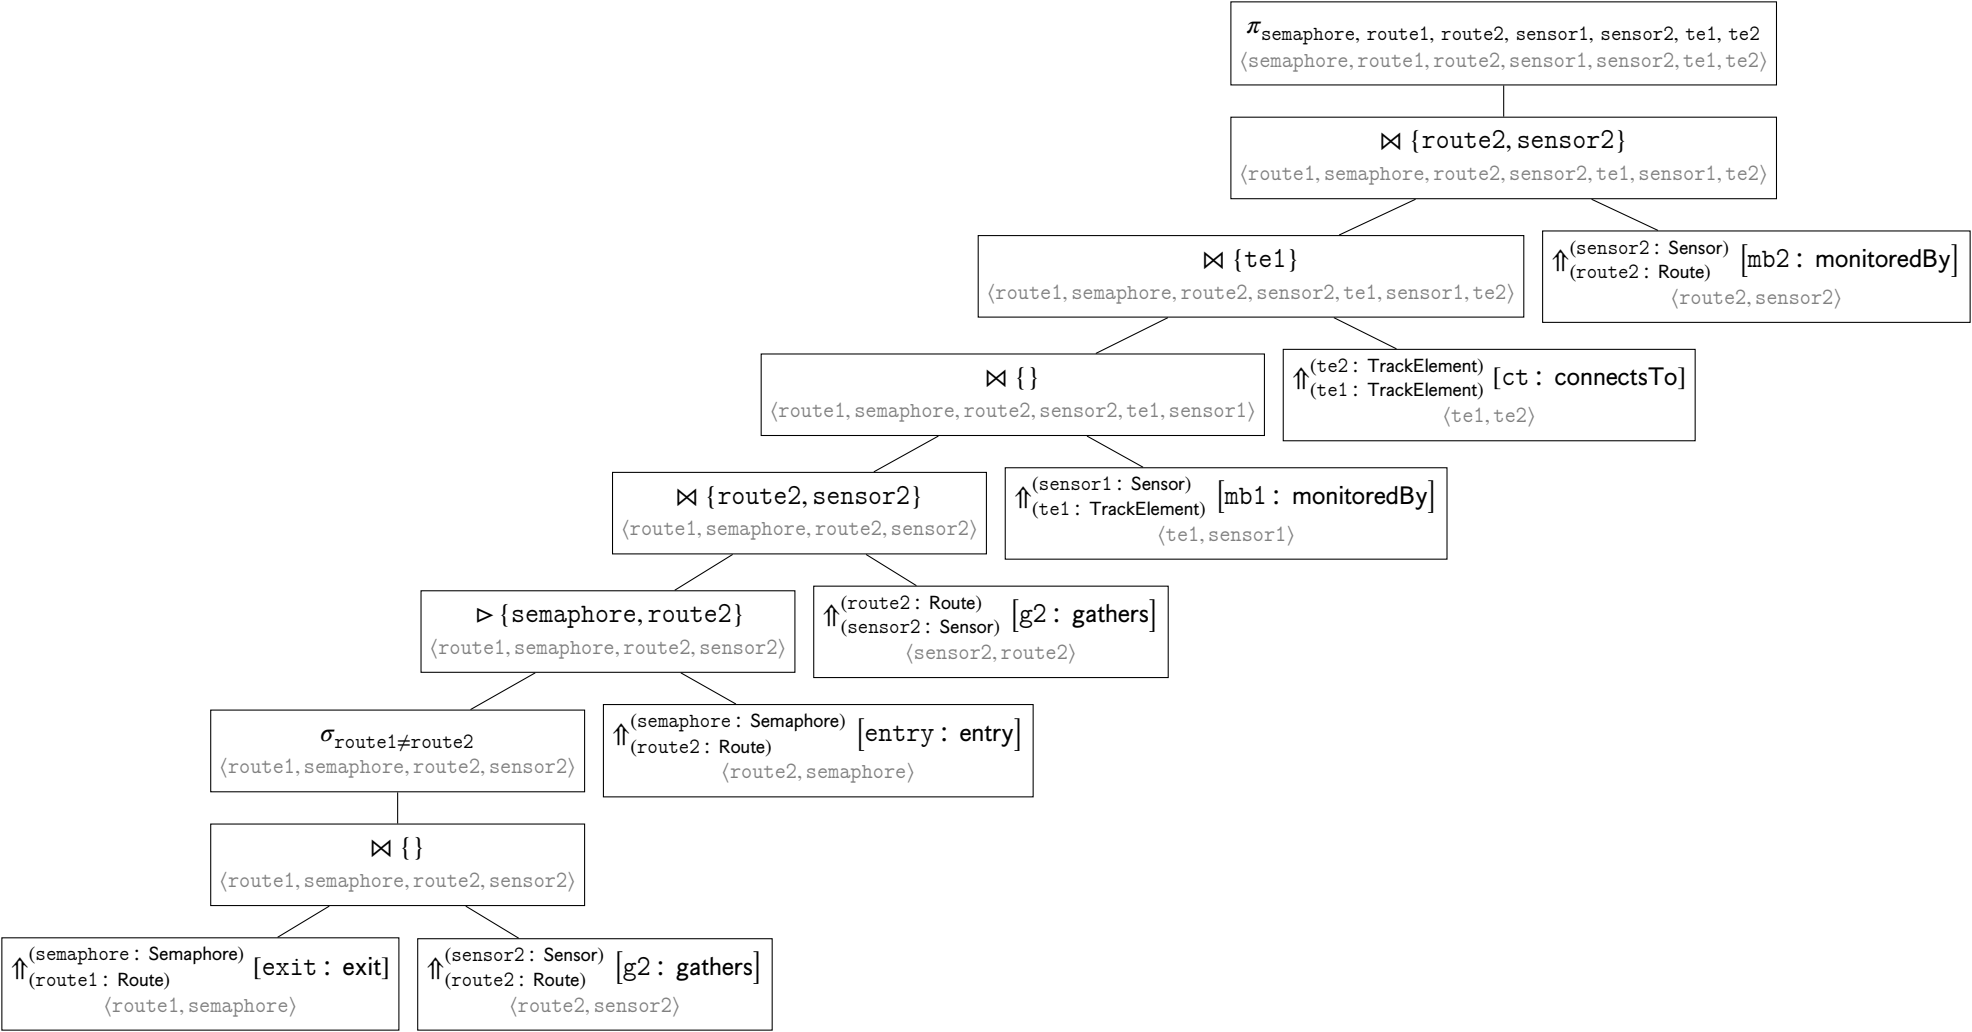 π semaphore, route1, route2, sensor1, sensor2, te1, te2
⟨semaphore, route1, route2, sensor1, sensor2, te1, te2⟩
⋈ {route2, sensor2}
⟨route1, semaphore, route2, sensor2, te1, sensor1, te2⟩
⋈ {te1}
⟨route1, semaphore, route2, sensor2, te1, sensor1, te2⟩
⇑ (sensor2: Sensor) (route2: Route) [mb2: monitoredBy]
⟨route2, sensor2⟩
⋈ {}
⟨route1, semaphore, route2, sensor2, te1, sensor1⟩
⇑ (te2: TrackElement) (te1: TrackElement) [ct: connectsTo]
⟨te1, te2⟩
⋈ {route2, sensor2}
⟨route1, semaphore, route2, sensor2⟩
⇑ (sensor1: Sensor) (te1: TrackElement) [mb1: monitoredBy]
⟨te1, sensor1⟩
▷ {semaphore, route2}
⟨route1, semaphore, route2, sensor2⟩
⇑ (route2: Route) (sensor2: Sensor) [g2: gathers]
⟨sensor2, route2⟩
σ route1≠route2
⟨route1, semaphore, route2, sensor2⟩
⇑ (semaphore: Semaphore) (route2: Route) [entry: entry]
⟨route2, semaphore⟩
⋈ {}
⟨route1, semaphore, route2, sensor2⟩
⇑ (semaphore: Semaphore) (route1: Route) [exit: exit]
⟨route1, semaphore⟩
⇑ (sensor2: Sensor) (route2: Route) [g2: gathers]
⟨route2, sensor2⟩